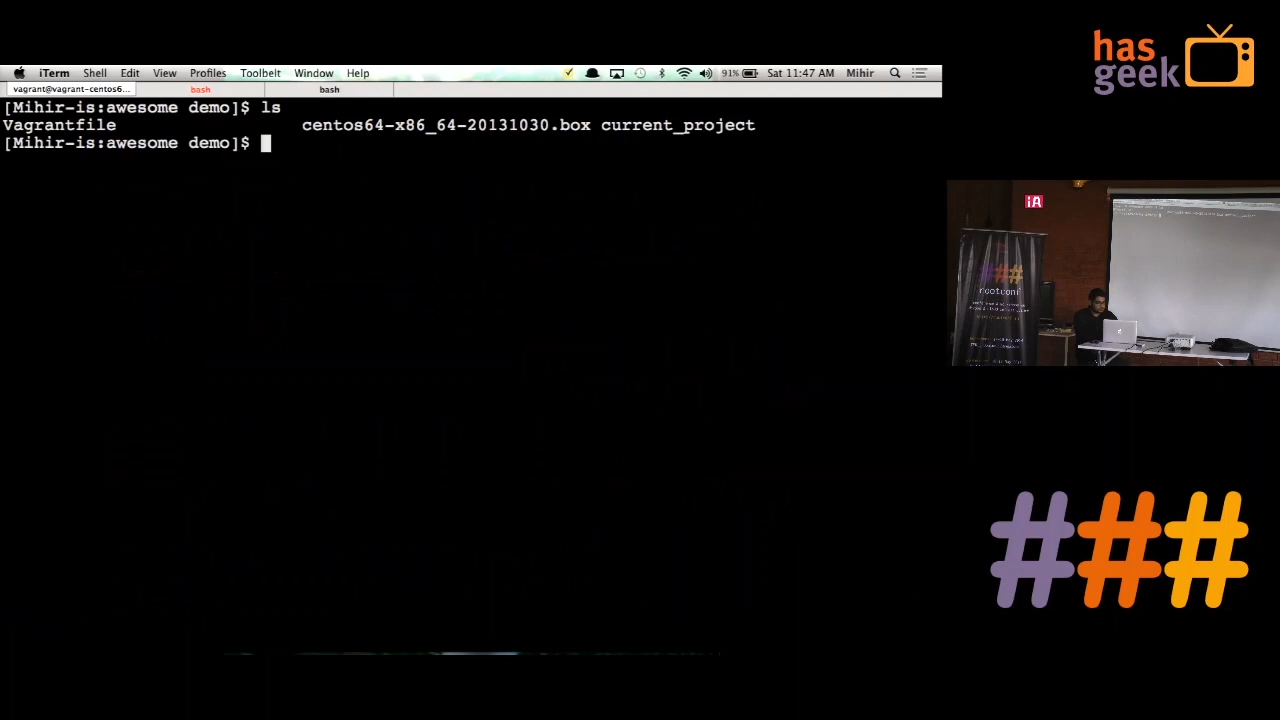 has
geek
iTerm Shell Edit View Profiles Toolbelt Window Help 91% Sat 11:47 AM Mihir
vagrant@vagrant-centos6... bash bash
[Mihir-is:awesome demo]$ ls
Vagrantfile centos64-x86_64-20131030.box current_project
[Mihir-is:awesome demo]$
iA
###
rootconf
###